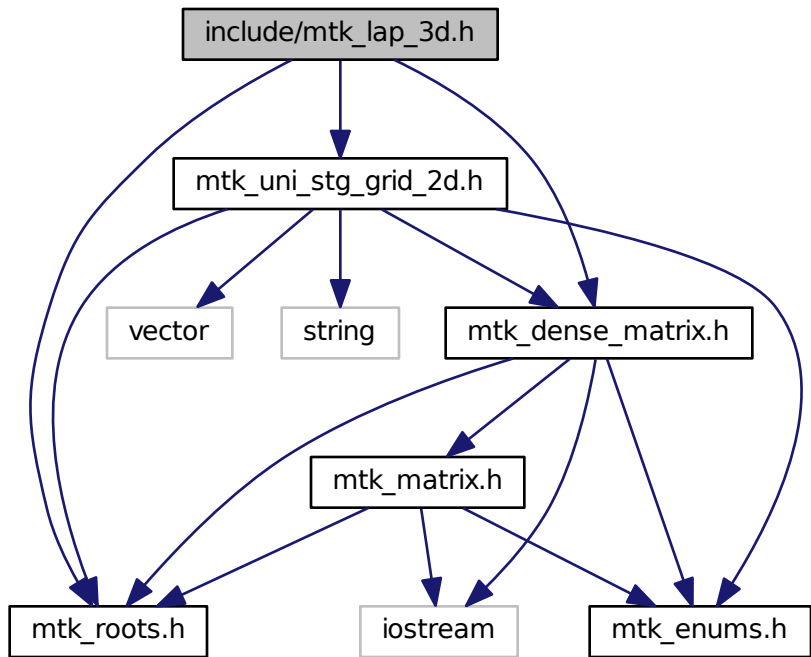 include/mtk_lap_3d.h
mtk_uni_stg_grid_2d.h
vector
string
mtk_dense_matrix.h
mtk_matrix.h
mtk_roots.h
iostream
mtk_enums.h